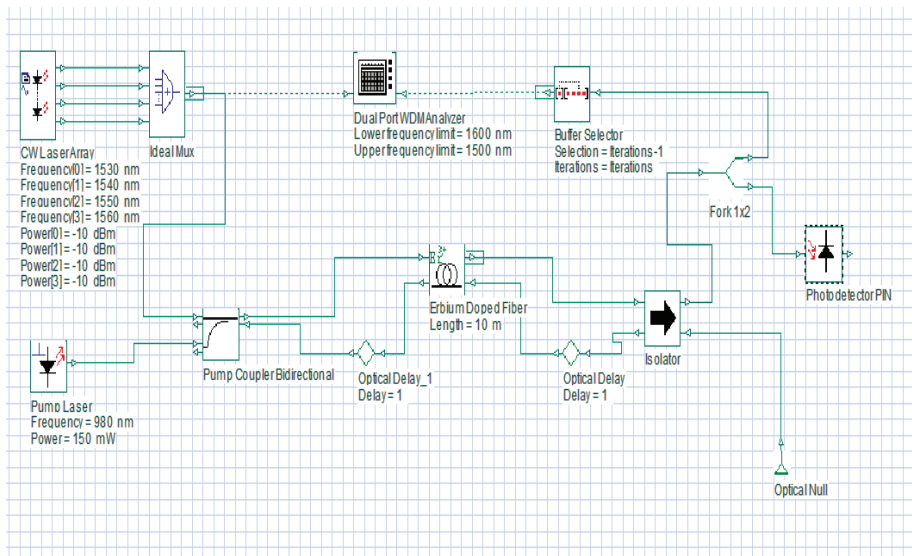 CW Laser Array
Frequency[0] = 1530 nm
Frequency[1] = 1540 nm
Frequency[2] = 1550 nm
Frequency[3] = 1560 nm
Power[0] = -10 dBm
Power[1] = -10 dBm
Power[2] = -10 dBm
Power[3] = -10 dBm
Ideal Mux
Dual Port WDM Analyzer
Lower frequency limit = 1600 nm
Upper frequency limit = 1500 nm
Buffer Selector
Selection = Iterations-1
Iterations = Iterations
Fork 1x2
Photodetector PIN
Erbium Doped Fiber
Length = 10 m
Isolator
Pump Coupler Bidirectional
Optical Delay_1
Delay = 1
Optical Delay
Delay = 1
Pump Laser
Frequency = 980 nm
Power = 150 mW
Optical Null